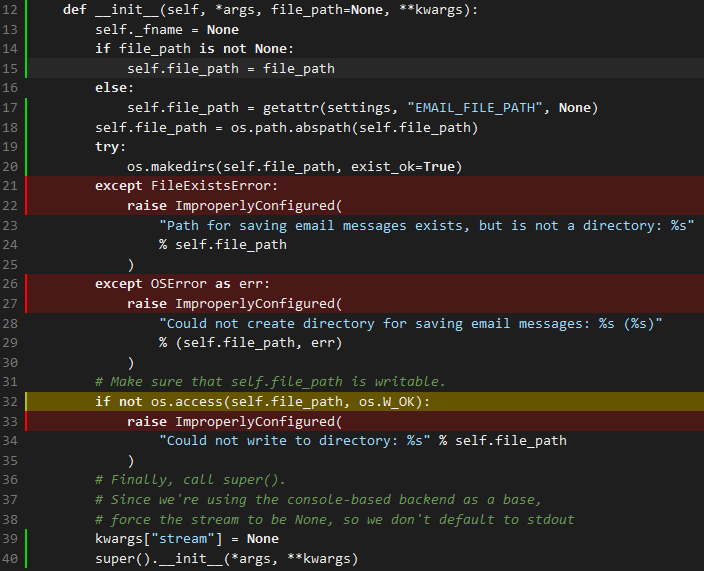 12 def __init__(self, *args, file_path=None, **kwargs):
13 self._fname = None
14 if file_path is not None:
15 self.file_path = file_path
16 else:
17 self.file_path = getattr(settings, "EMAIL_FILE_PATH", None)
18 self.file_path = os.path.abspath(self.file_path)
19 try:
20 os.makedirs(self.file_path, exist_ok=True)
21 except FileExistsError:
22 raise ImproperlyConfigured(
23 "Path for saving email messages exists, but is not a directory: %s"
24 % self.file_path
25 )
26 except OSError as err:
27 raise ImproperlyConfigured(
28 "Could not create directory for saving email messages: %s (%s)"
29 % (self.file_path, err)
30 )
31 # Make sure that self.file_path is writable.
32 if not os.access(self.file_path, os.W_OK):
33 raise ImproperlyConfigured(
34 "Could not write to directory: %s" % self.file_path
35 )
36 # Finally, call super().
37 # Since we're using the console-based backend as a base,
38 # force the stream to be None, so we don't default to stdout
39 kwargs["stream"] = None
40 super().__init__(*args, **kwargs)